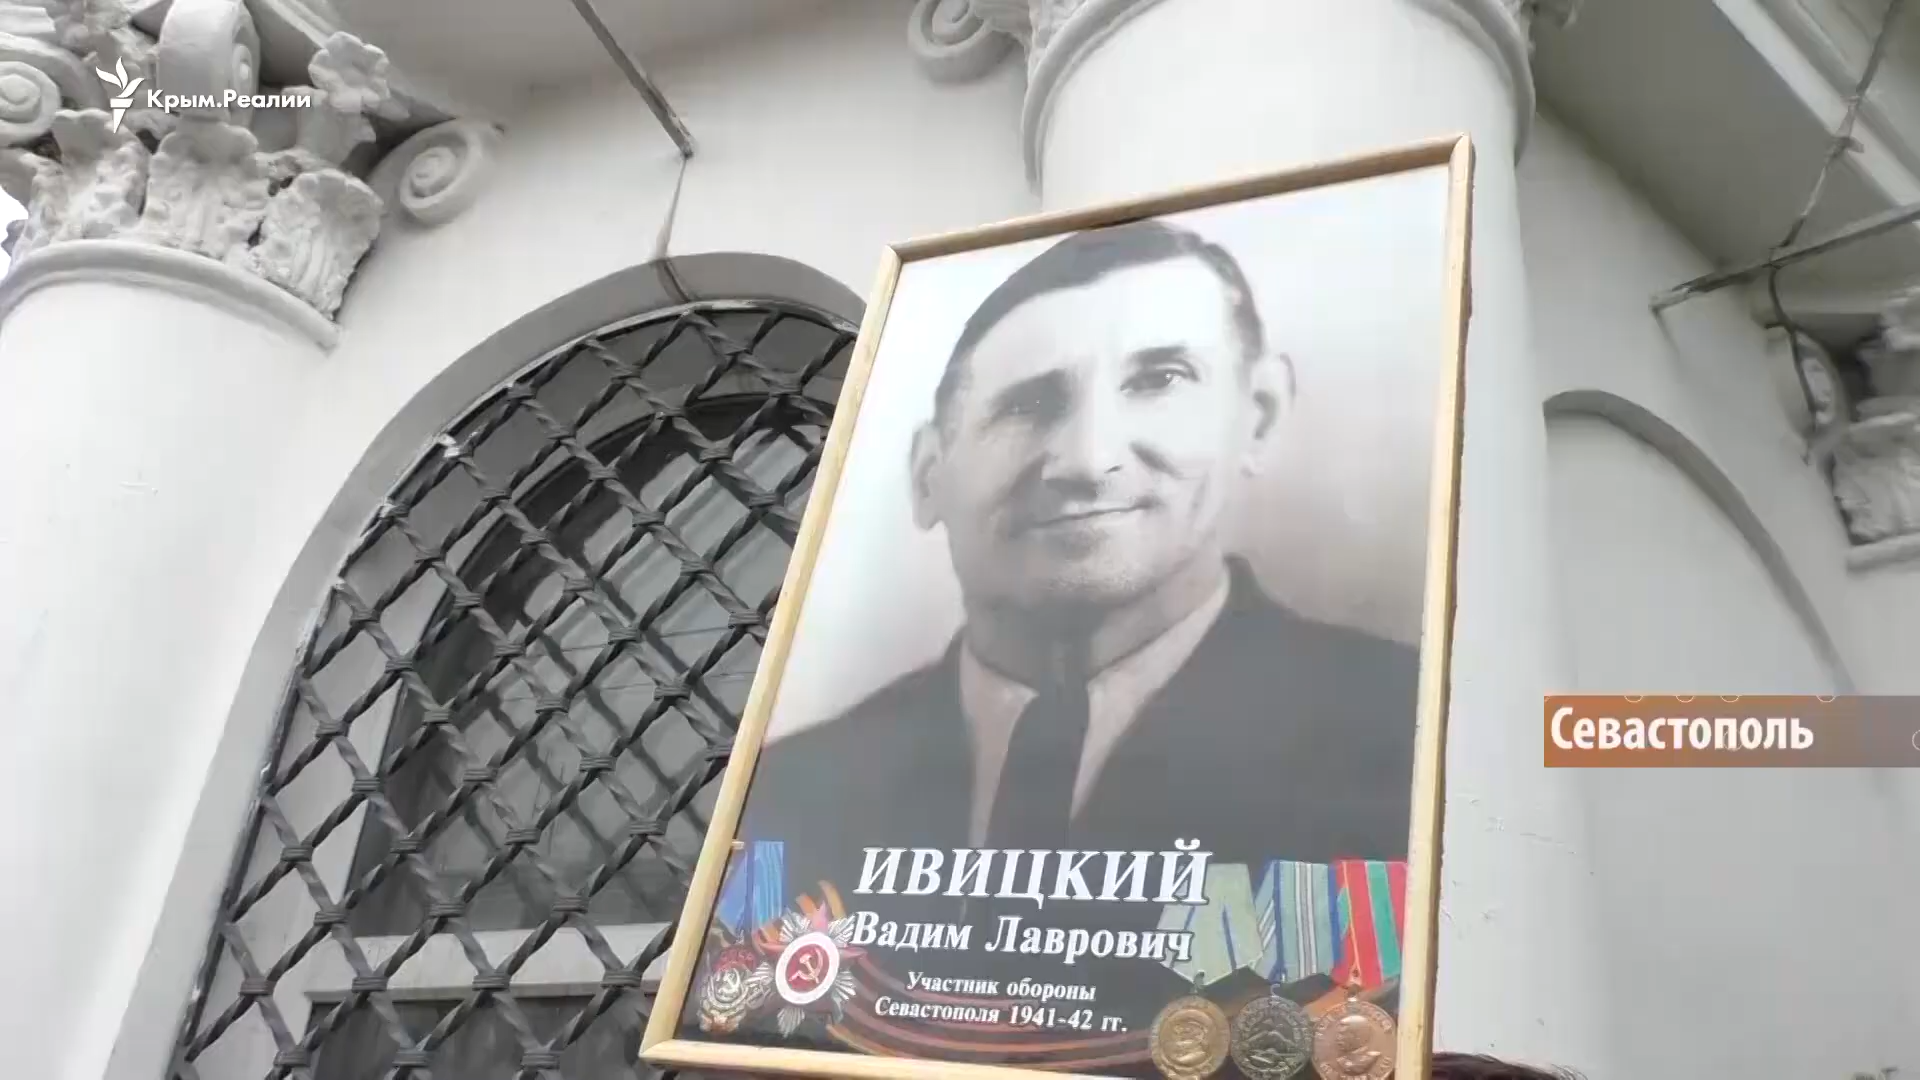 Крым.Реалии
Севастополь
ИВИЦКИЙ
Вадим Лаврович
Участник обороны
Севастополя 1941-42 гг.